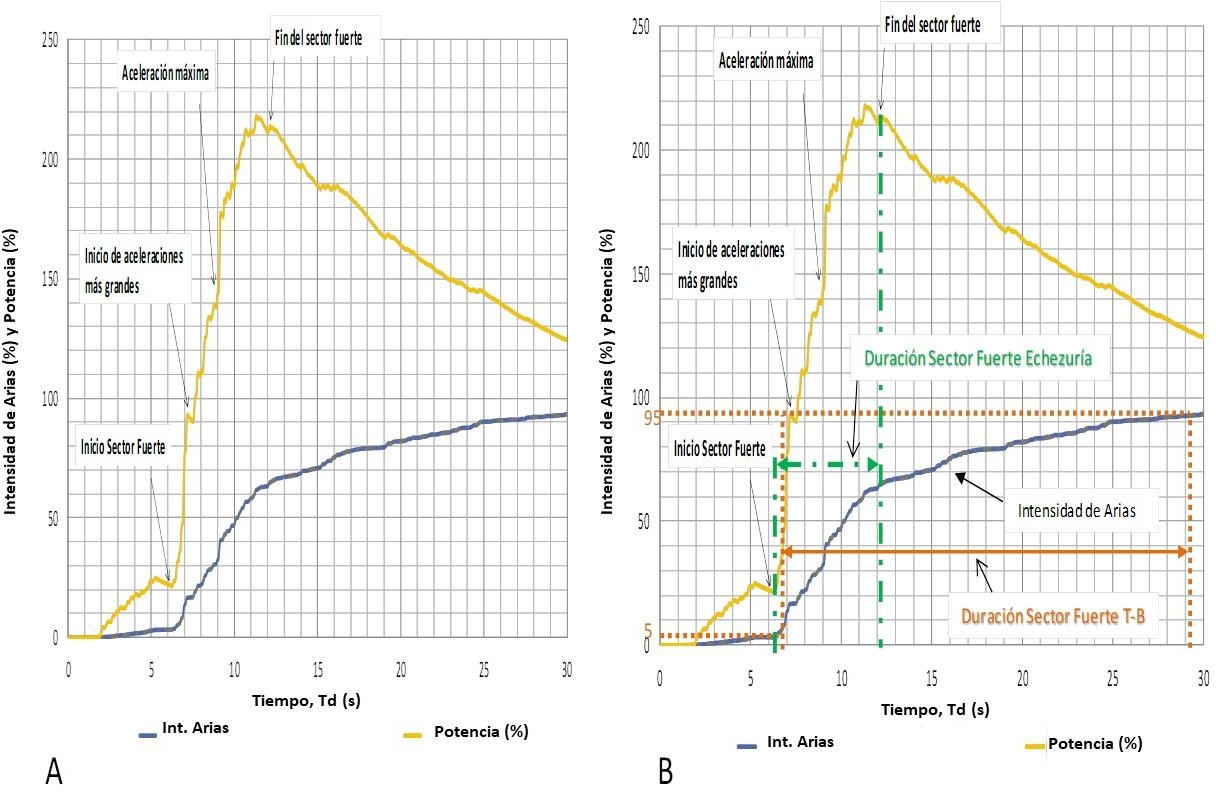 Fin del sector fuerte
250
Aceleración máxima
200
Inicio de aceleraciones
más grandes
150
100
Inicio Sector Fuerte
50
0
Intensidad de Arias (%) y Potencia (%)
0 5 10 15 20 25 30
Tiempo, Td (s)
Int. Arias
Potencia (%)
A
Fin del sector fuerte
250
Aceleración máxima
200
Inicio de aceleraciones
más grandes
150
Duración Sector Fuerte Echezuría
100
95
Inicio Sector Fuerte
Intensidad de Arias
50
Duración Sector Fuerte T-B
5
0
Intensidad de Arias (%) y Potencia (%)
0 5 10 15 20 25 30
Tiempo, Td (s)
Int. Arias
Potencia (%)
B